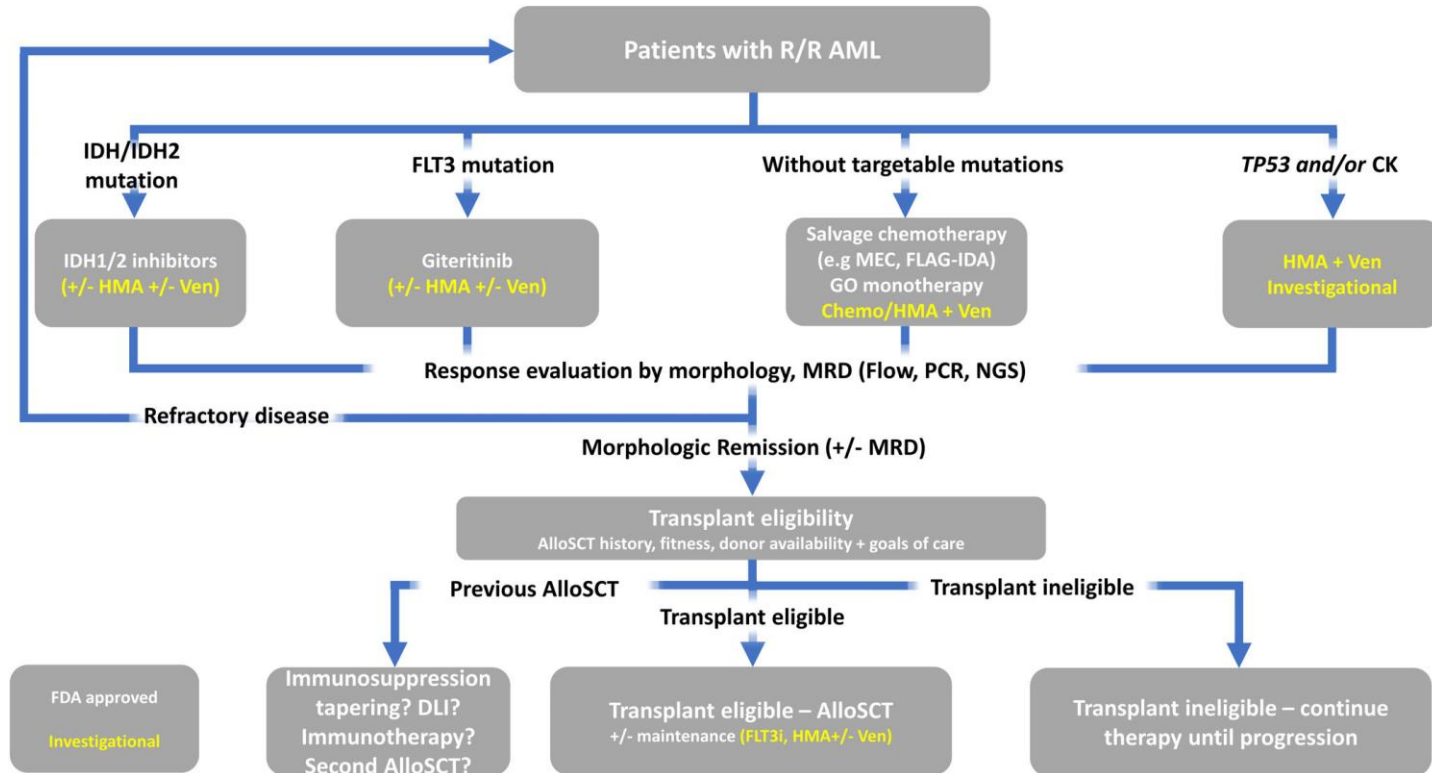 Patients with R/R AML
IDH/IDH2
mutation
FLT3 mutation
Without targetable mutations
TP53 and/or CK
IDH1/2 inhibitors
(+/- HMA +/- Ven)
Giteritinib
(+/- HMA +/- Ven)
Salvage chemotherapy
(e.g MEC, FLAG-IDA)
GO monotherapy
Chemo/HMA + Ven
HMA + Ven
Investigational
Response evaluation by morphology, MRD (Flow, PCR, NGS)
Refractory disease
Morphologic Remission (+/- MRD)
Transplant eligibility
AlloSCT history, fitness, donor availability + goals of care
Previous AlloSCT
Transplant ineligible
Transplant eligible
FDA approved
Investigational
Immunosuppression
tapering? DLI?
Immunotherapy?
Second AlloSCT?
Transplant eligible – AlloSCT
+/- maintenance (FLT3i, HMA+/- Ven)
Transplant ineligible – continue
therapy until progression